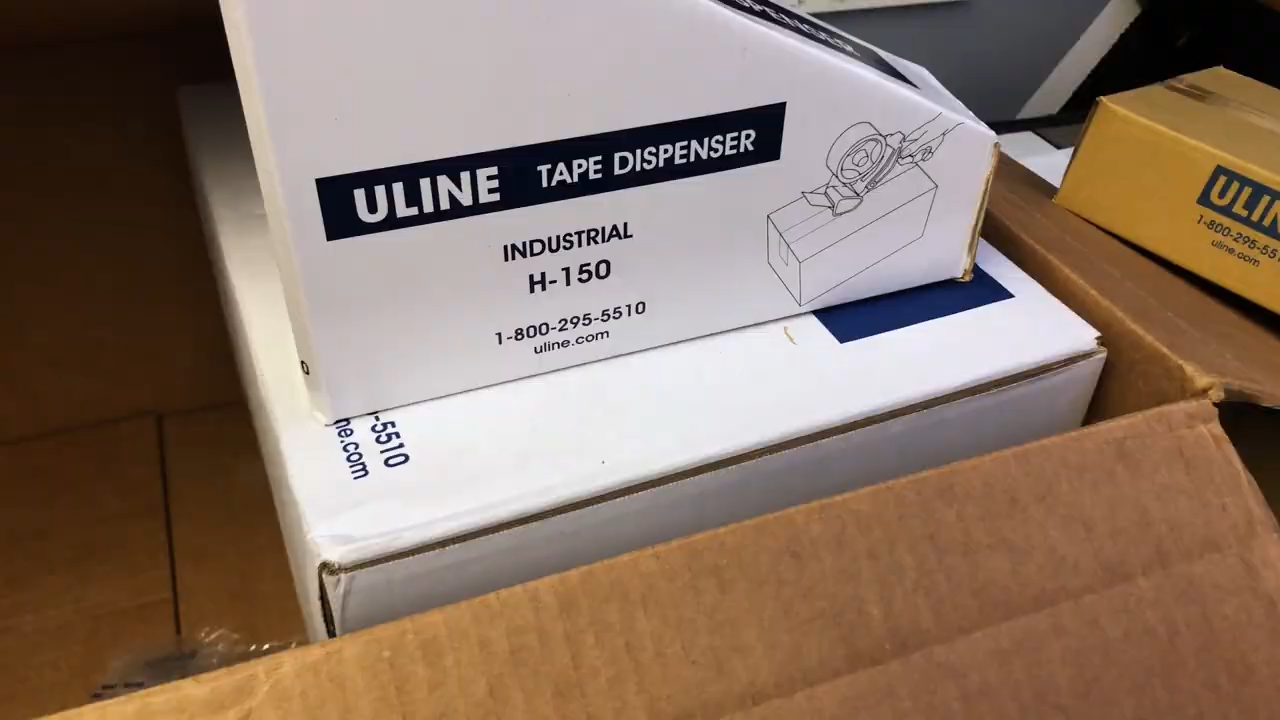 ULINE TAPE DISPENSER
INDUSTRIAL
H-150
1-800-295-5510
uline.com
-5510
ne.com
ULIN
1-800-295-55
uline.com